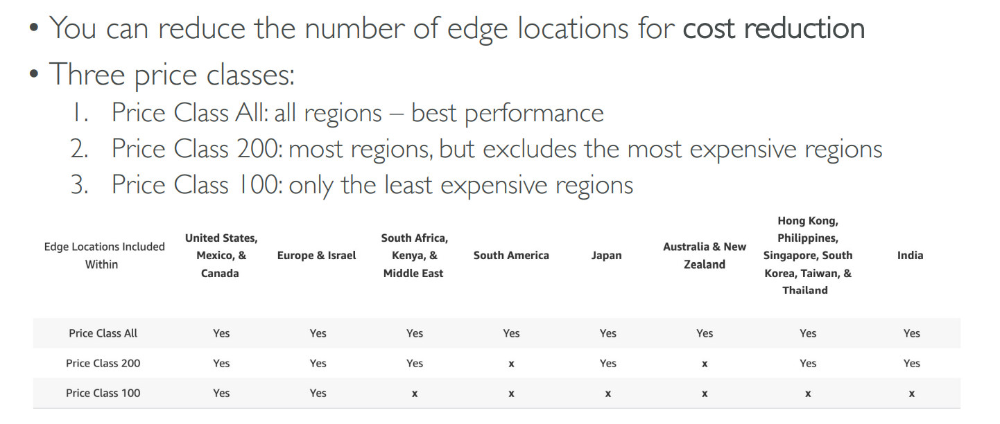 • You can reduce the number of edge locations for cost reduction
• Three price classes:
1. Price Class All: all regions – best performance
2. Price Class 200: most regions, but excludes the most expensive regions
3. Price Class 100: only the least expensive regions
Edge Locations Included
Within
United States,
Mexico, &
Canada
Europe & Israel
South Africa,
Kenya, &
Middle East
South America
Japan
Australia & New
Zealand
Hong Kong,
Philippines,
Singapore, South
Korea, Taiwan, &
Thailand
India
Price Class All Yes Yes Yes Yes Yes Yes Yes Yes
Price Class 200 Yes Yes Yes x Yes x Yes Yes
Price Class 100 Yes Yes x x x x x x